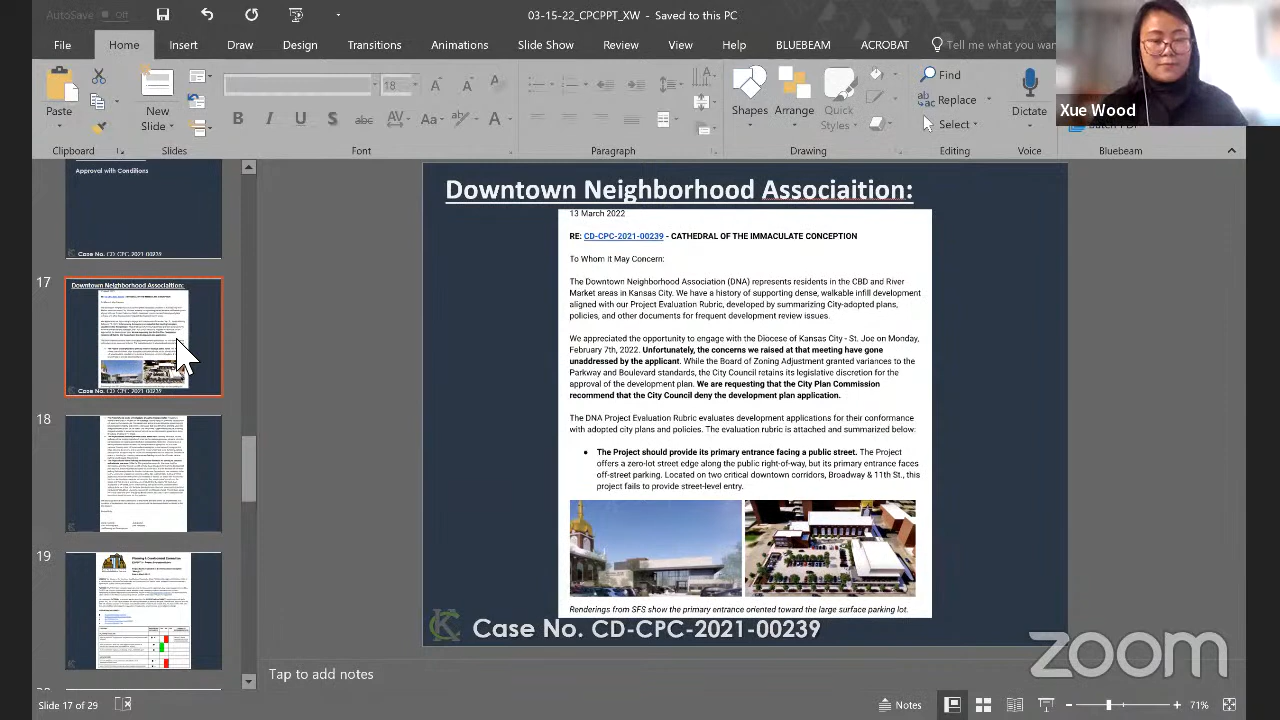 AutoSave Off
03-15-22_CPCPPT_XW - Saved to this PC
File Home Insert Draw Design Transitions Animations Slide Show Review View Help BLUEBEAM ACROBAT Tell me what you wan
Xue Wood
Paste
New
Slide
18
Shapes Arrange Quick
Styles
Find
Replace
Select
Dictate
Batch PDF
Clipboard Slides Font Paragraph Drawing Editing Voice Bluebeam
Approval with Conditions
Case No. CD-CPC-2021-00239
17
Downtown Neighborhood Associaition:
Case No. CD-CPC-2021-00239
18
19
Downtown Neighborhood Associaition:
13 March 2022
RE: CD-CPC-2021-00239 - CATHEDRAL OF THE IMMACULATE CONCEPTION
To Whom it May Concern:
The Downtown Neighborhood Association (DNA) represents residents in the CBD and River
Market areas in Kansas City. We have a history of supporting dense, walkable infill development
aligned with our Project Evaluation Rubric, developed by summarizing City-adopted plans,
policies, and other documents for frequent development review issues.
We appreciated the opportunity to engage with the Diocese of Kansas City - St. Joe on Monday,
February 7th, 2022. Unfortunately, the concerns we raised at that meeting have gone
unaddressed by the applicant. While the Board of Zoning Adjustment granted variances to the
Parkway and Boulevard standards, the City Council retains its legislative discretion for the
approval of the development plan. We are requesting that the City Plan Commission
recommend that the City Council deny the development plan application.
DNA's Project Evaluation Rubric evaluates development applications for their conformance
with adopted city plans and policies. The evaluation rubric is attached and summarized below:
The Project should provide its primary entrance facing a public street. The Project
has a zero-lot street edge along the public right-of-way, but the primary entrance faces
off-street parking. Located on two critical downtown corridors, Broadway & 11th St., this
project fails to provide street-level entry.
Renderings from SFS show the primary entrance oriented towards the surface parking lot.
Case No. CD-CPC-2021-002
zoom
Tap to add notes
Slide 17 of 29
Notes
71%